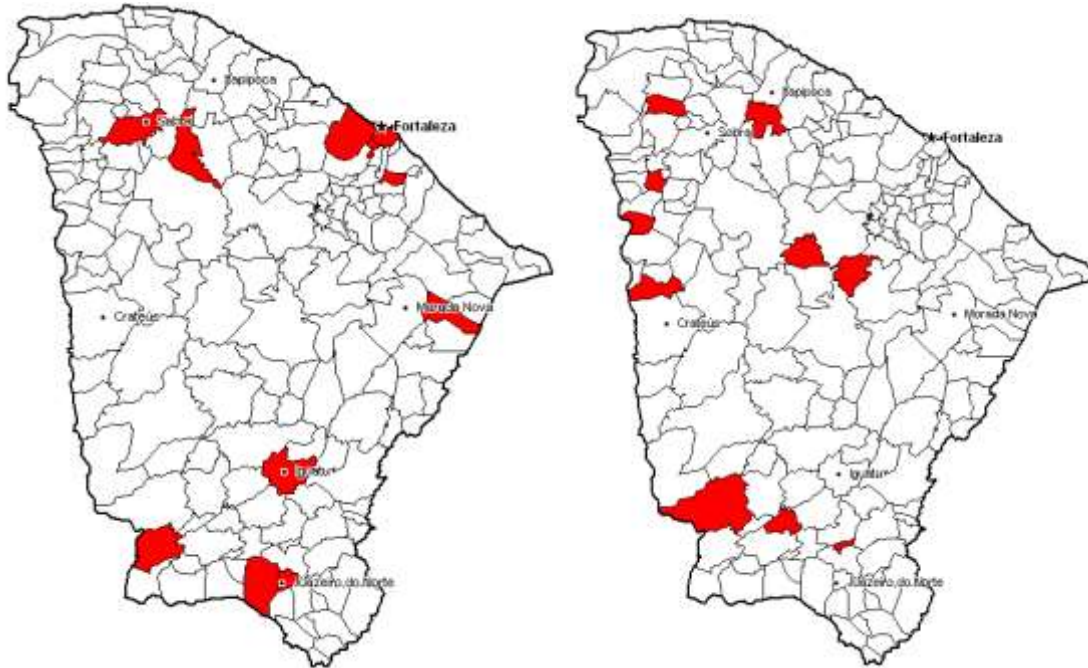 Itapipoca
Sobral
Fortaleza
Morada Nova
Crateús
Iguatu
Juazeiro do Norte
Itapipoca
Sobral
Fortaleza
Crateús
Morada Nova
Iguatu
Juazeiro do Norte